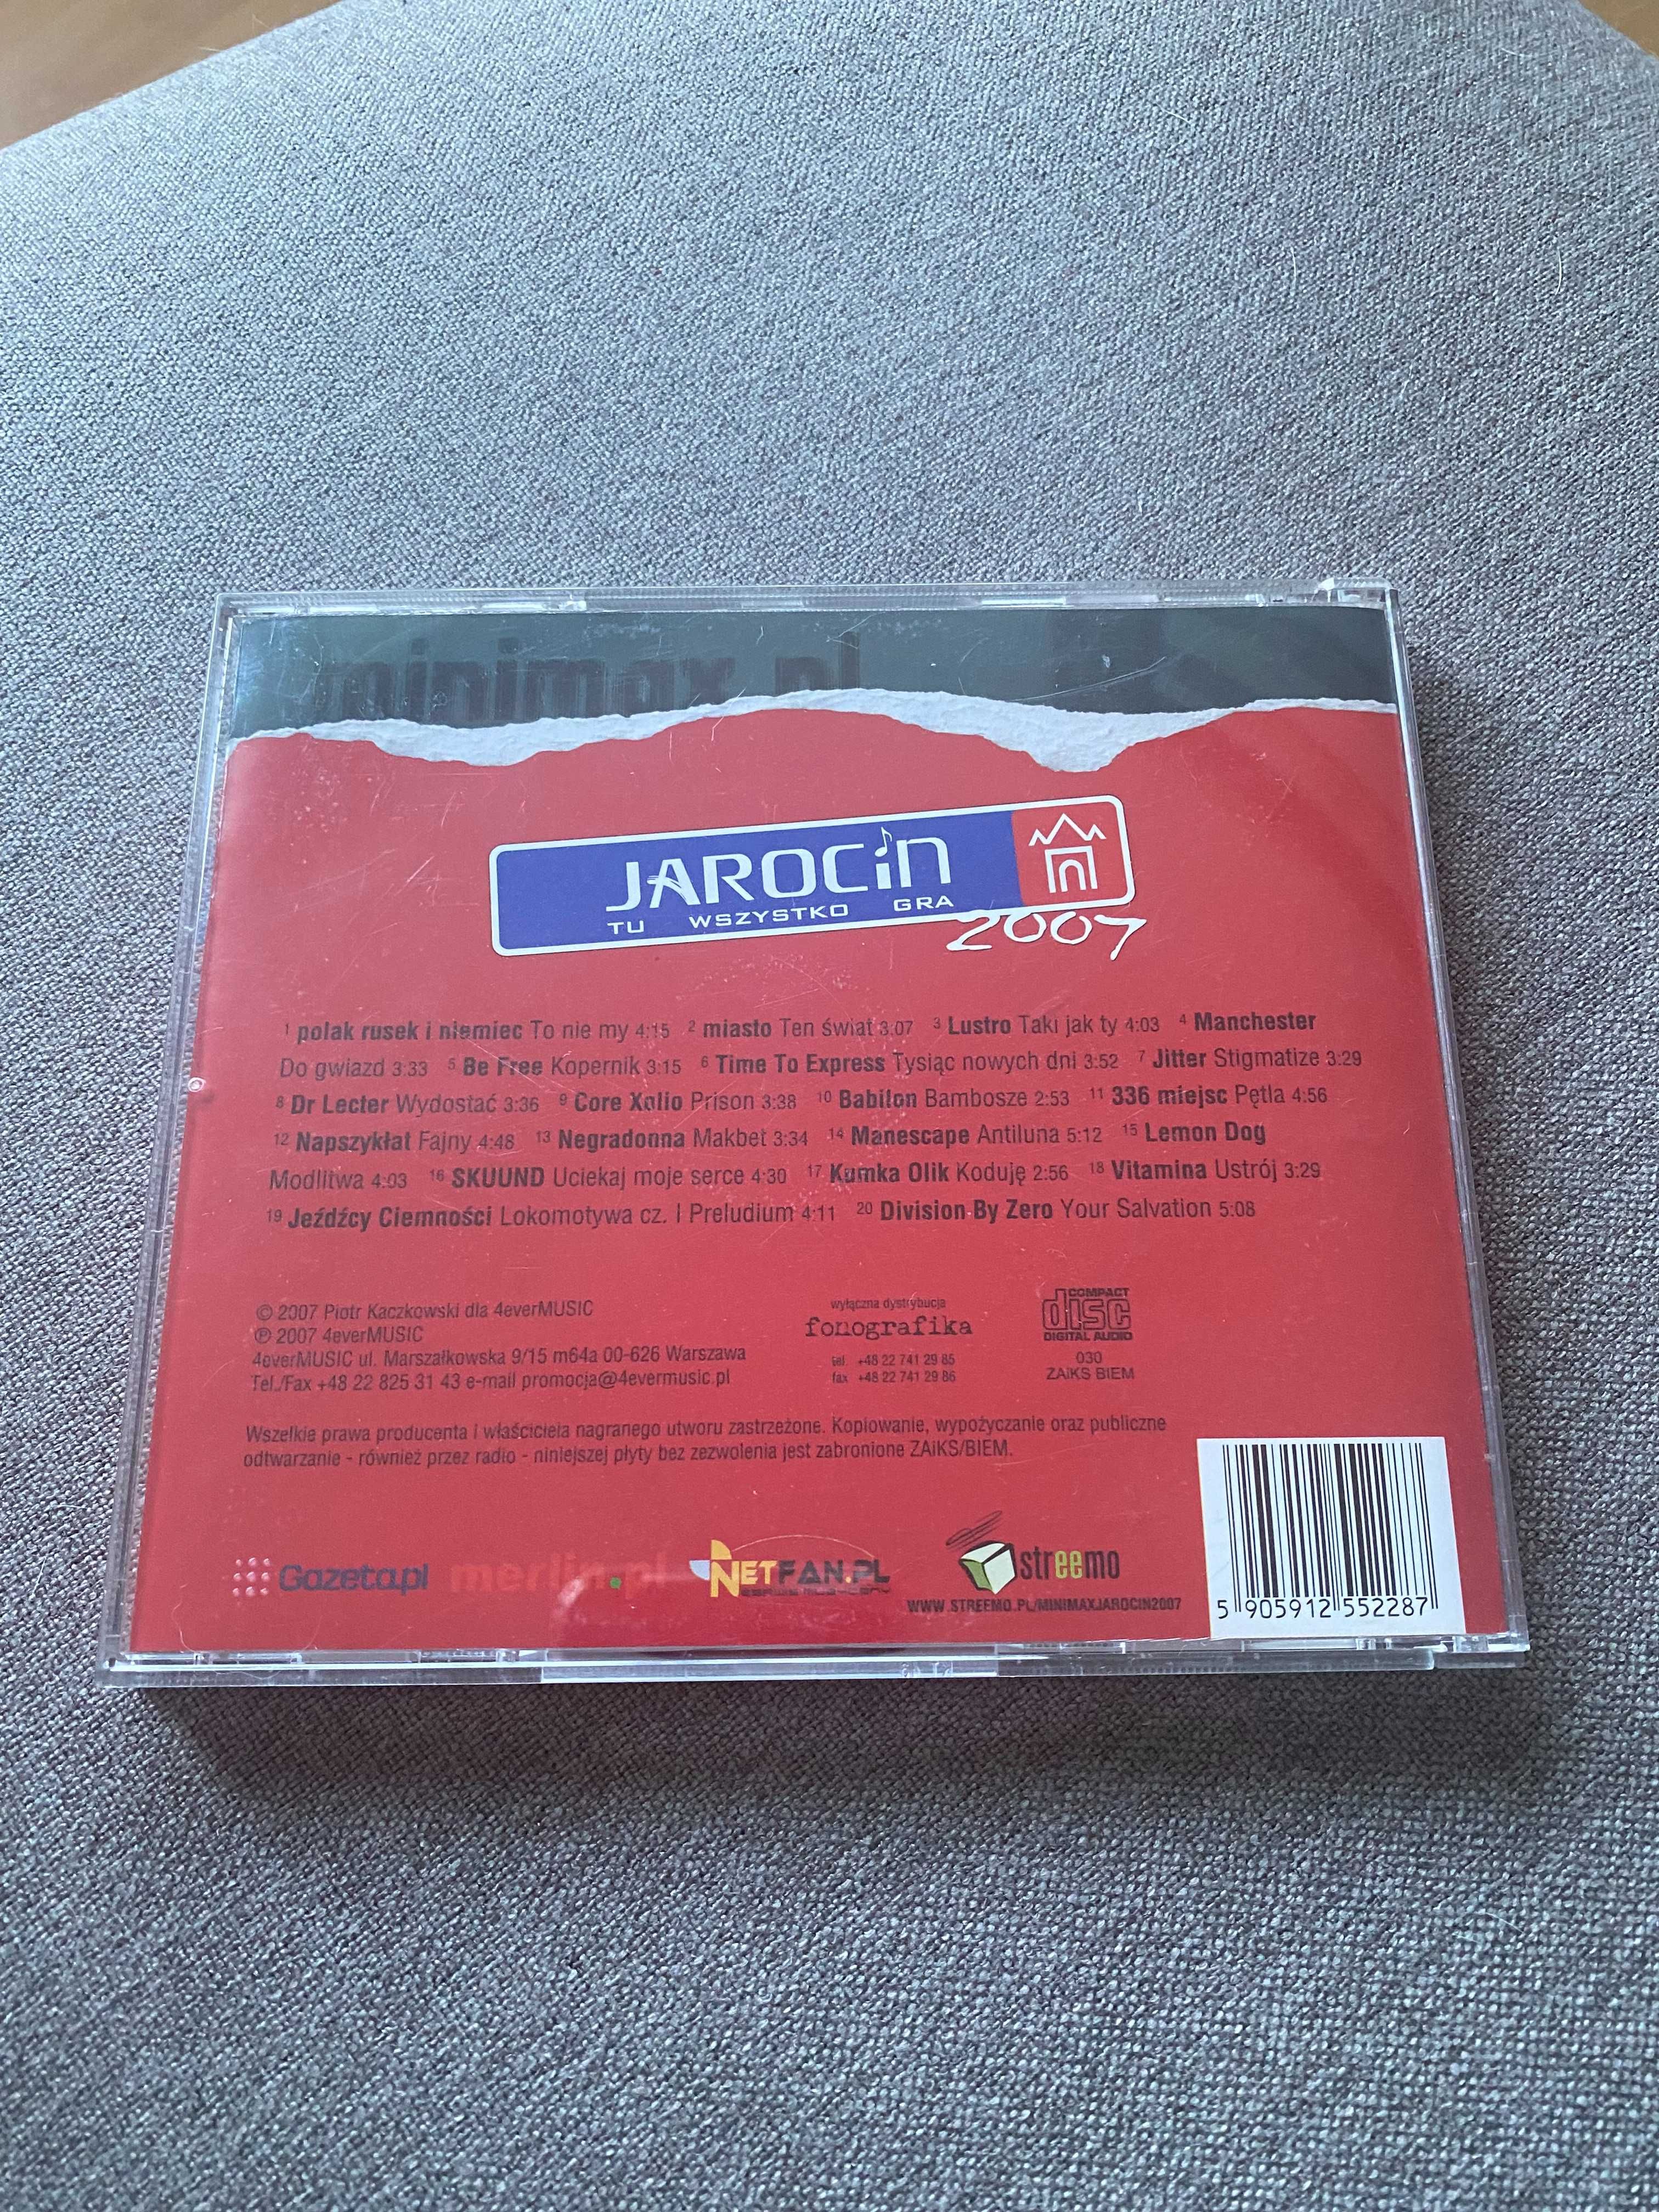 minimax.pl
JAROCin
TU WSZYSTKO GRA
2007
1 polak rusek i niemiec To nie my 4:15 2 miasto Ten świat 3:07 3 Lustro Taki jak ty 4:03 4 Manchester
Do gwiazd 3:33 5 Be Free Kopernik 3:15 6 Time To Express Tysiąc nowych dni 3:52 7 Jitter Stigmatize 3:29
8 Dr Lecter Wydostać 3:36 9 Core Xolio Prison 3:38 10 Babilon Bambosze 2:53 11 336 miejsc Pętla 4:56
12 Napszykłat Fajny 4:48 13 Negradonna Makbet 3:34 14 Manescape Antiluna 5:12 15 Lemon Dog
Modlitwa 4:03 16 SKUUND Uciekaj moje serce 4:30 17 Kumka Olik Koduję 2:56 18 Vitamina Ustrój 3:29
19 Jeźdźcy Ciemności Lokomotywa cz. I Preludium 4:11 20 Division By Zero Your Salvation 5:08
© 2007 Piotr Kaczkowski dla 4everMUSIC
℗ 2007 4everMUSIC
4everMUSIC ul. Marszałkowska 9/15 m64a 00-626 Warszawa
Tel./Fax +48 22 825 31 43 e-mail promocja@4evermusic.pl
wyłączna dystrybucja
fonografika
tel. +48 22 741 29 85
fax +48 22 741 29 86
COMPACT
disc
DIGITAL AUDIO
030
ZAiKS BIEM
Wszelkie prawa producenta i właściciela nagranego utworu zastrzeżone. Kopiowanie, wypożyczanie oraz publiczne
odtwarzanie - również przez radio - niniejszej płyty bez zezwolenia jest zabronione ZAiKS/BIEM.
Gazeta.pl
merlin.pl
NETFAN.PL
SERWIS MUZYCZNY
streemo
WWW.STREEMO.PL/MINIMAXJAROCIN2007
5 905912 552287